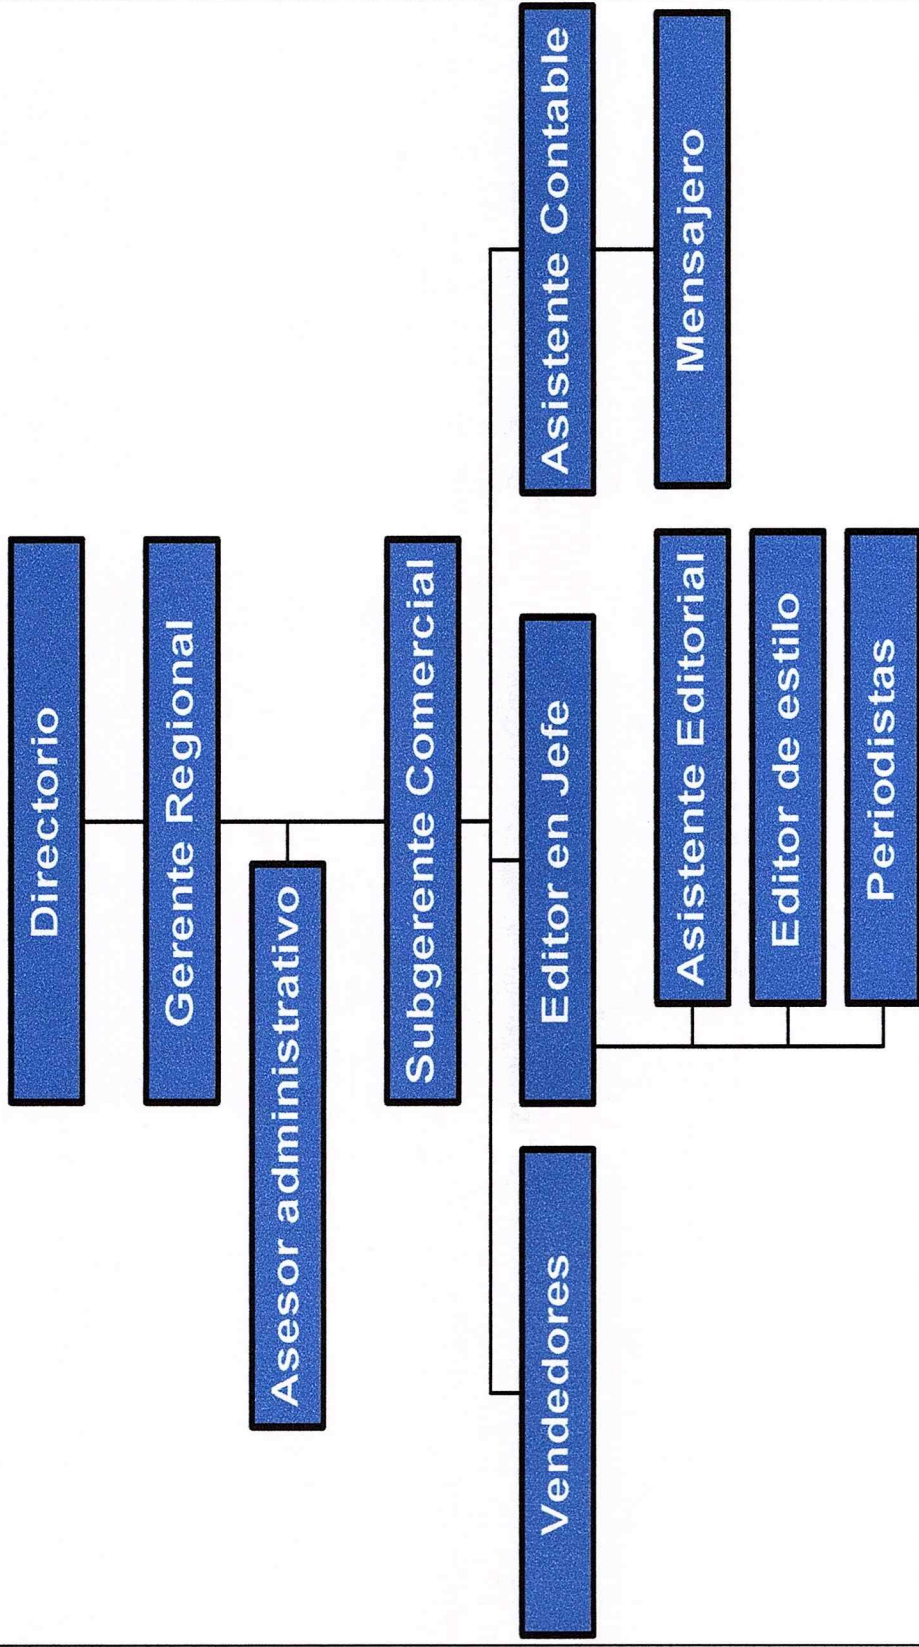 Directorio
Gerente Regional
Asesor administrativo
Subgerente Comercial
Vendedores
Editor en Jefe
Asistente Contable
Asistente Editorial
Editor de estilo
Periodistas
Mensajero